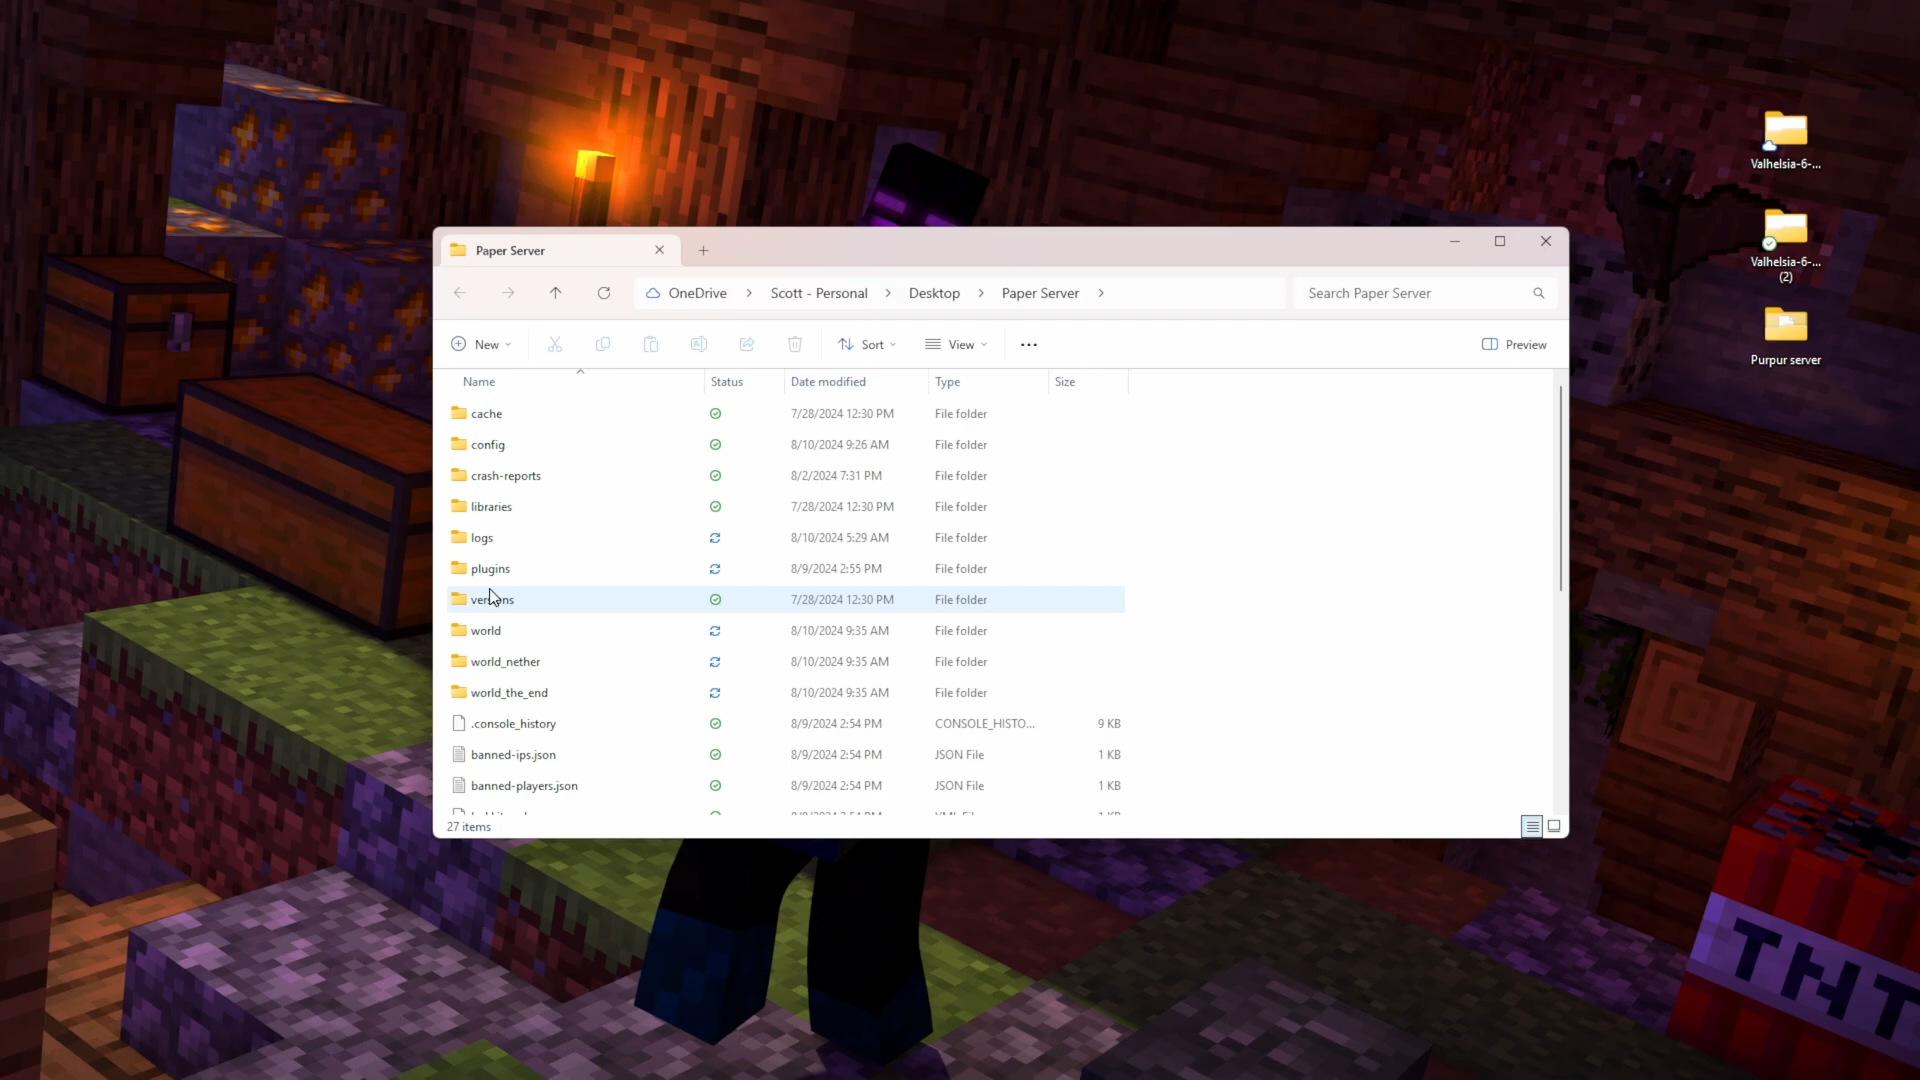 Valhelsia-6-...
Valhelsia-6-...
(2)
Purpur server
Paper Server
OneDrive > Scott - Personal > Desktop > Paper Server >
Search Paper Server
New
Sort
View
Preview
Name Status Date modified Type Size
cache 7/28/2024 12:30 PM File folder
config 8/10/2024 9:26 AM File folder
crash-reports 8/2/2024 7:31 PM File folder
libraries 7/28/2024 12:30 PM File folder
logs 8/10/2024 5:29 AM File folder
plugins 8/9/2024 2:55 PM File folder
versions 7/28/2024 12:30 PM File folder
world 8/10/2024 9:35 AM File folder
world_nether 8/10/2024 9:35 AM File folder
world_the_end 8/10/2024 9:35 AM File folder
.console_history 8/9/2024 2:54 PM CONSOLE_HISTO... 9 KB
banned-ips.json 8/9/2024 2:54 PM JSON File 1 KB
banned-players.json 8/9/2024 2:54 PM JSON File 1 KB
27 items
TNT